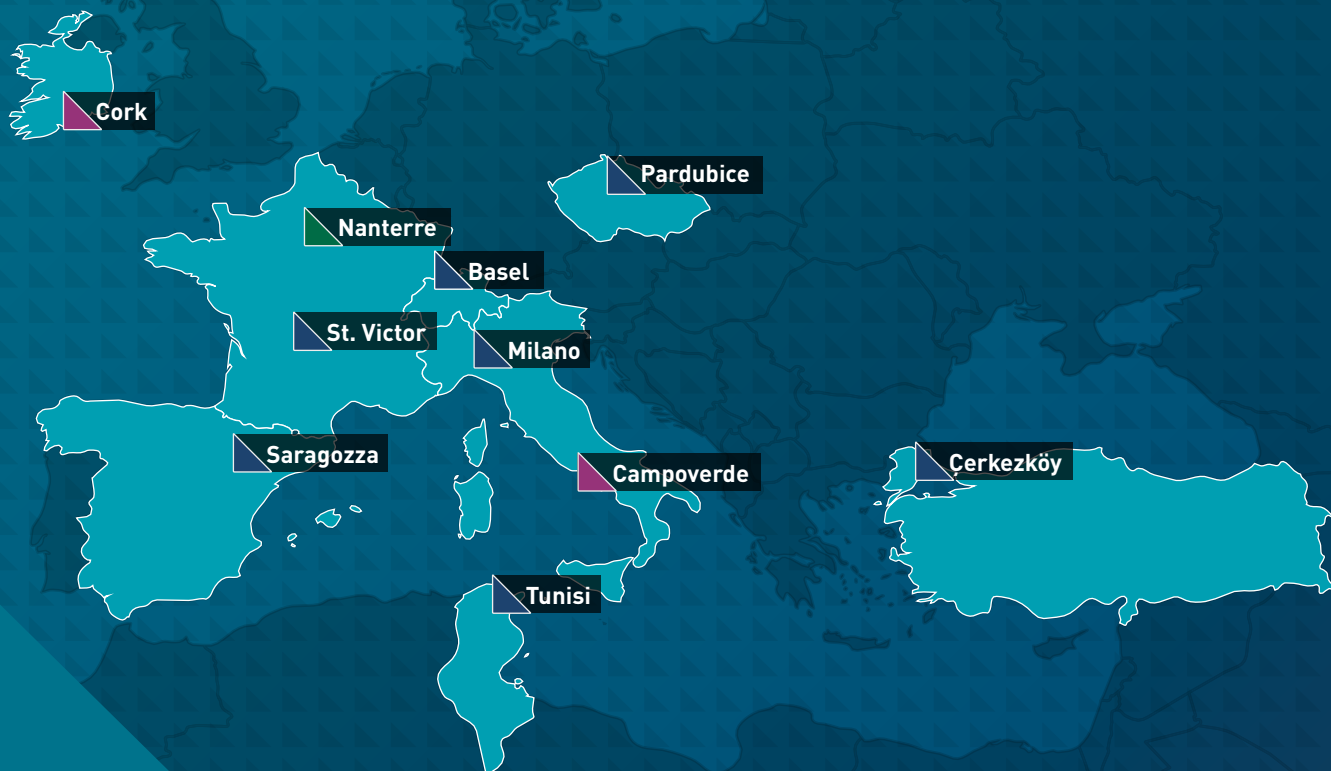 Cork
Pardubice
Nanterre
Basel
St. Victor
Milano
Saragozza
Campoverde
Çerkezköy
Tunisi